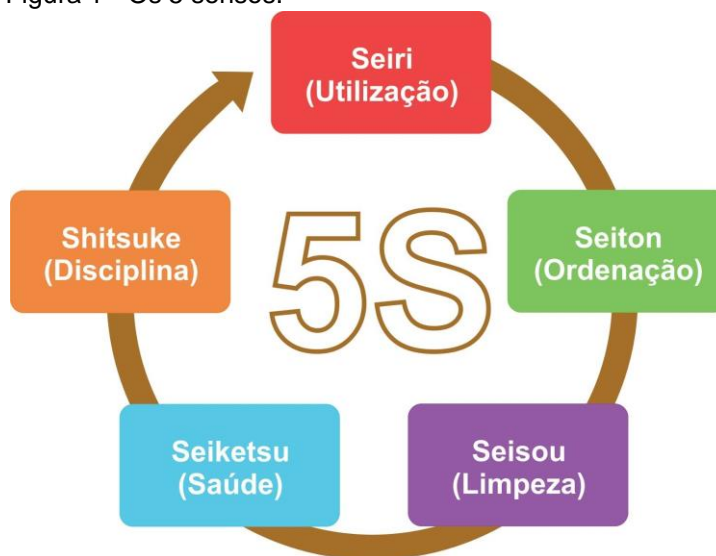 Seiri
(Utilização)
Shitsuke
(Disciplina)
5S
Seiton
(Ordenação)
Seiketsu
(Saúde)
Seisou
(Limpeza)